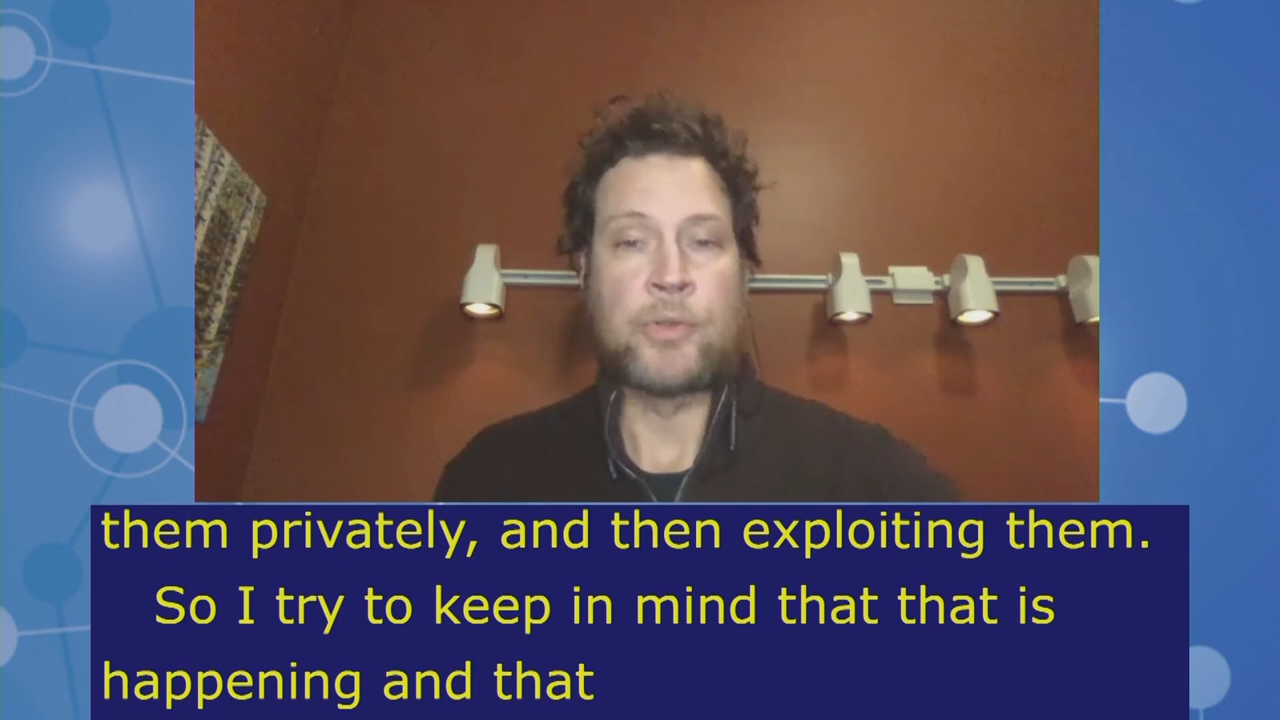 them privately, and then exploiting them.
So I try to keep in mind that that is
happening and that